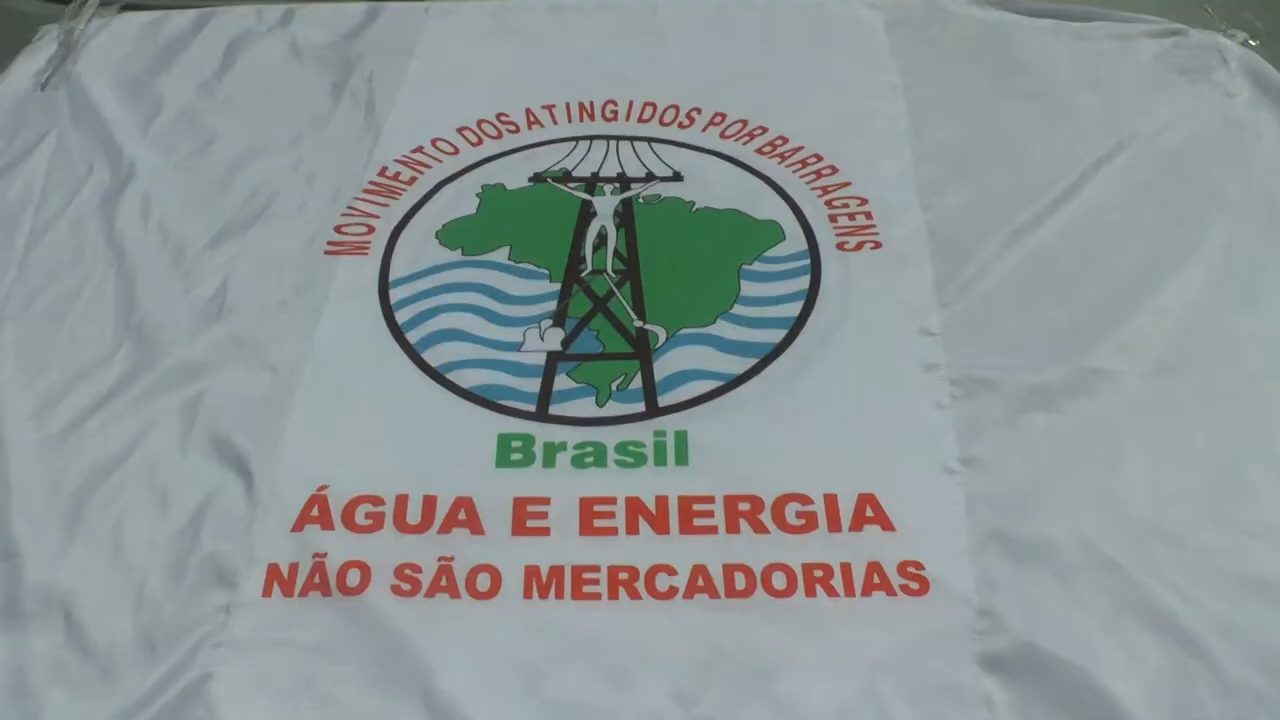 MOVIMENTO DOS ATINGIDOS POR BARRAGENS
Brasil
ÁGUA E ENERGIA
NÃO SÃO MERCADORIAS